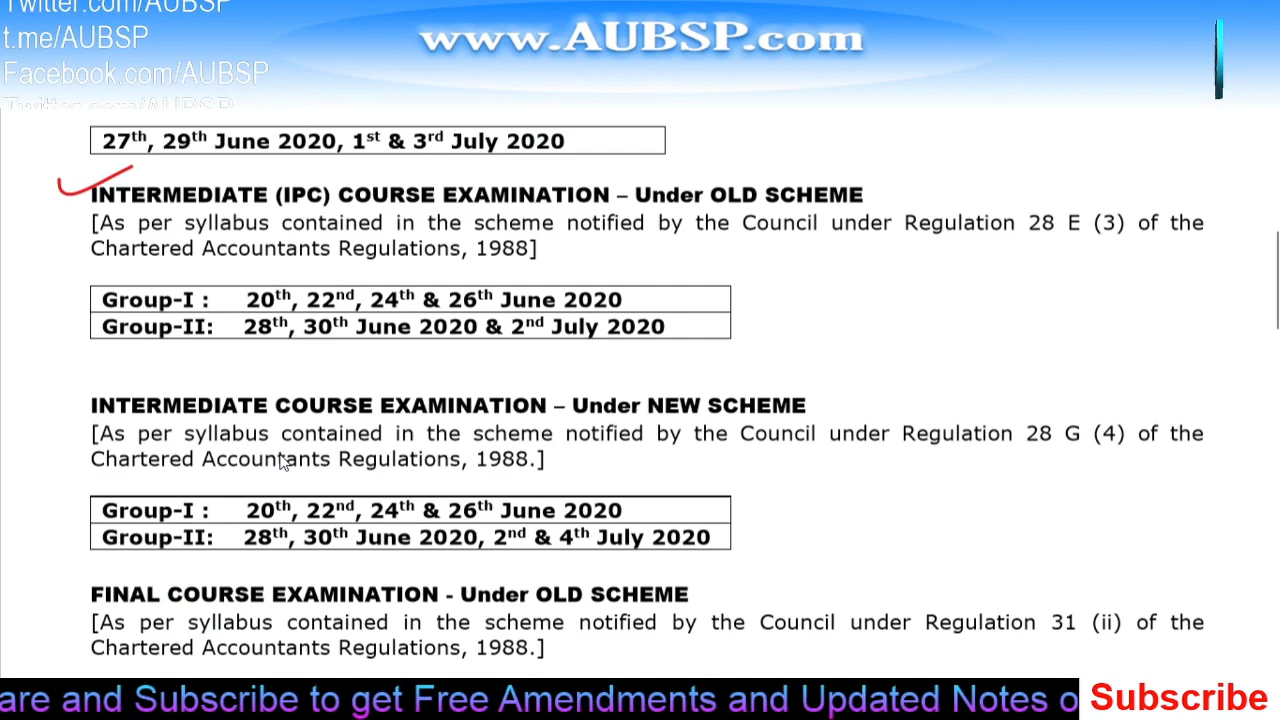 Twitter.com/AUBSP
t.me/AUBSP
Facebook.com/AUBSP
Twitter.com/AUBSP
www.AUBSP.com
27th, 29th June 2020, 1st & 3rd July 2020
INTERMEDIATE (IPC) COURSE EXAMINATION – Under OLD SCHEME
[As per syllabus contained in the scheme notified by the Council under Regulation 28 E (3) of the
Chartered Accountants Regulations, 1988]
Group-I : 20th, 22nd, 24th & 26th June 2020
Group-II: 28th, 30th June 2020 & 2nd July 2020
INTERMEDIATE COURSE EXAMINATION – Under NEW SCHEME
[As per syllabus contained in the scheme notified by the Council under Regulation 28 G (4) of the
Chartered Accountants Regulations, 1988.]
Group-I : 20th, 22nd, 24th & 26th June 2020
Group-II: 28th, 30th June 2020, 2nd & 4th July 2020
FINAL COURSE EXAMINATION - Under OLD SCHEME
[As per syllabus contained in the scheme notified by the Council under Regulation 31 (ii) of the
Chartered Accountants Regulations, 1988.]
are and Subscribe to get Free Amendments and Updated Notes o
Subscribe